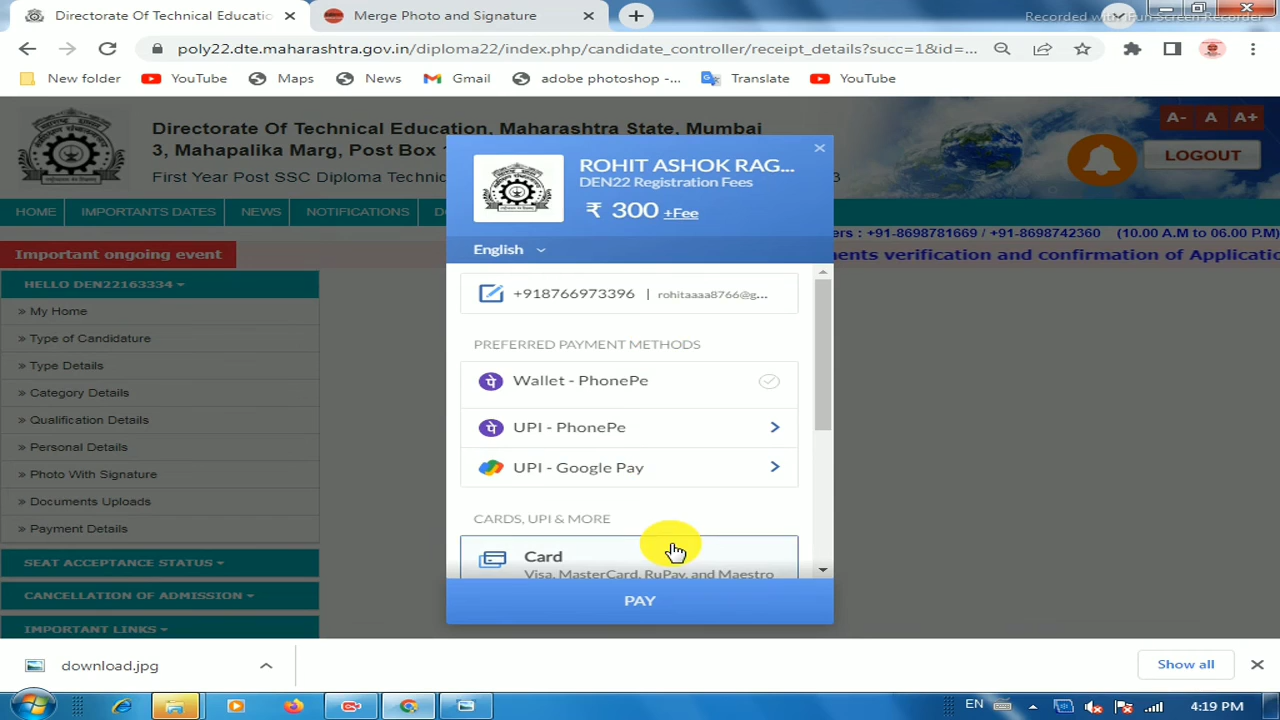 Directorate Of Technical Educatio
Merge Photo and Signature
Recorded with iFun Screen Recorder
poly22.dte.maharashtra.gov.in/diploma22/index.php/candidate_controller/receipt_details?succ=1&id=...
New folder
YouTube
Maps
News
Gmail
adobe photoshop -...
Translate
YouTube
Directorate Of Technical Education, Maharashtra State, Mumbai
3, Mahapalika Marg, Post Box 1
First Year Post SSC Diploma Techni
3
A- A A+
LOGOUT
HOME
IMPORTANTS DATES
NEWS
NOTIFICATIONS
D
ers : +91-8698781669 / +91-8698742360 (10.00 A.M to 06.00 P.M)
Important ongoing event
ents verification and confirmation of Applicatio
HELLO DEN22163334
» My Home
» Type of Candidature
» Type Details
» Category Details
» Qualification Details
» Personal Details
» Photo With Signature
» Documents Uploads
» Payment Details
SEAT ACCEPTANCE STATUS
CANCELLATION OF ADMISSION
IMPORTANT LINKS
ROHIT ASHOK RAG...
DEN22 Registration Fees
₹ 300 +Fee
English
+918766973396 | rohitaaaa8766@g...
PREFERRED PAYMENT METHODS
Wallet - PhonePe
UPI - PhonePe
UPI - Google Pay
CARDS, UPI & MORE
Card
Visa, MasterCard, RuPay, and Maestro
PAY
download.jpg
Show all
EN
4:19 PM